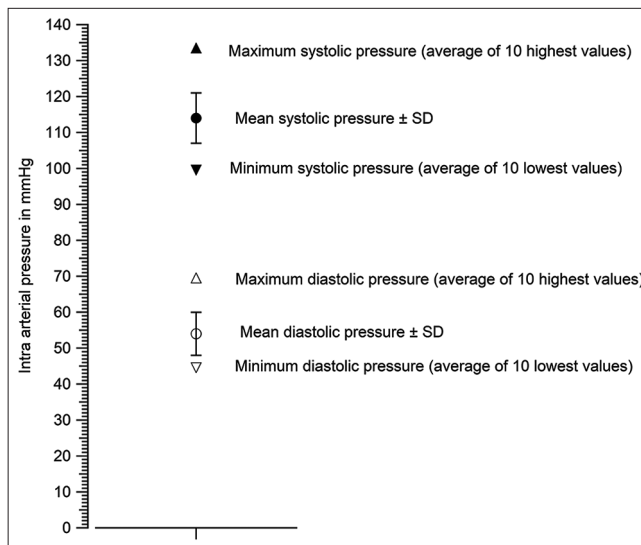 140
130
120
110
100
90
80
70
60
50
40
30
20
10
0
Intra arterial pressure in mmHg
Maximum systolic pressure (average of 10 highest values)
Mean systolic pressure ± SD
Minimum systolic pressure (average of 10 lowest values)
Maximum diastolic pressure (average of 10 highest values)
Mean diastolic pressure ± SD
Minimum diastolic pressure (average of 10 lowest values)